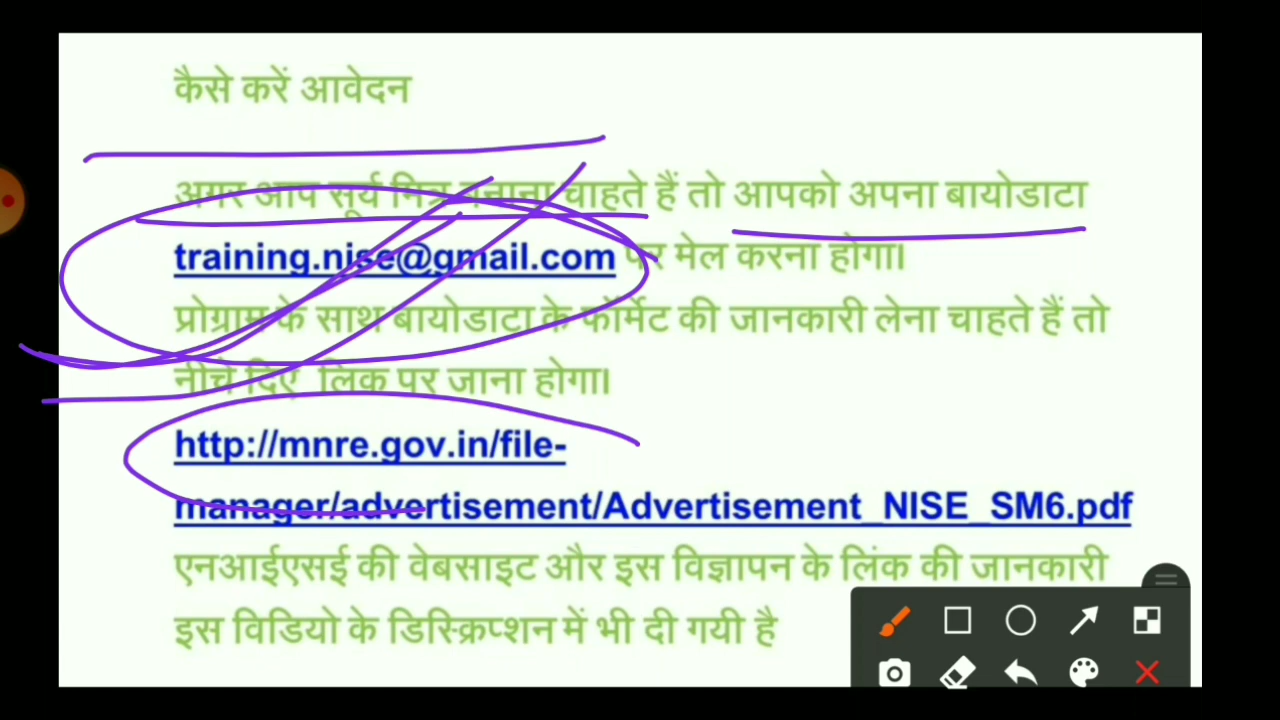 कैसे करें आवेदन
अगर आप सूर्य मित्र बनाना चाहते हैं तो आपको अपना बायोडाटा
training.nise@gmail.com पर मेल करना होगा।
प्रोग्राम के साथ बायोडाटा के फॉर्मेट की जानकारी लेना चाहते हैं तो
नीचे दिए लिंक पर जाना होगा।
http://mnre.gov.in/file-
manager/advertisement/Advertisement_NISE_SM6.pdf
एनआईएसई की वेबसाइट और इस विज्ञापन के लिंक की जानकारी
इस विडियो के डिस्क्रिप्शन में भी दी गयी है